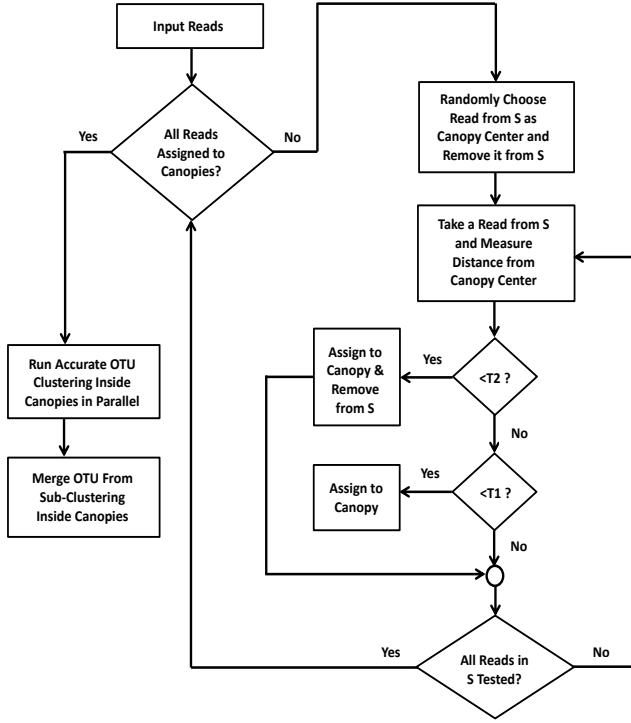 Input Reads
All Reads
Assigned to
Canopies?
Yes
No
Randomly Choose
Read from S as
Canopy Center and
Remove it from S
Take a Read from S
and Measure
Distance from
Canopy Center
<T2 ?
Yes
Assign to
Canopy &
Remove
from S
No
<T1 ?
Yes
Assign to
Canopy
No
All Reads in
S Tested?
Yes
No
Run Accurate OTU
Clustering Inside
Canopies in Parallel
Merge OTU From
Sub-Clustering
Inside Canopies